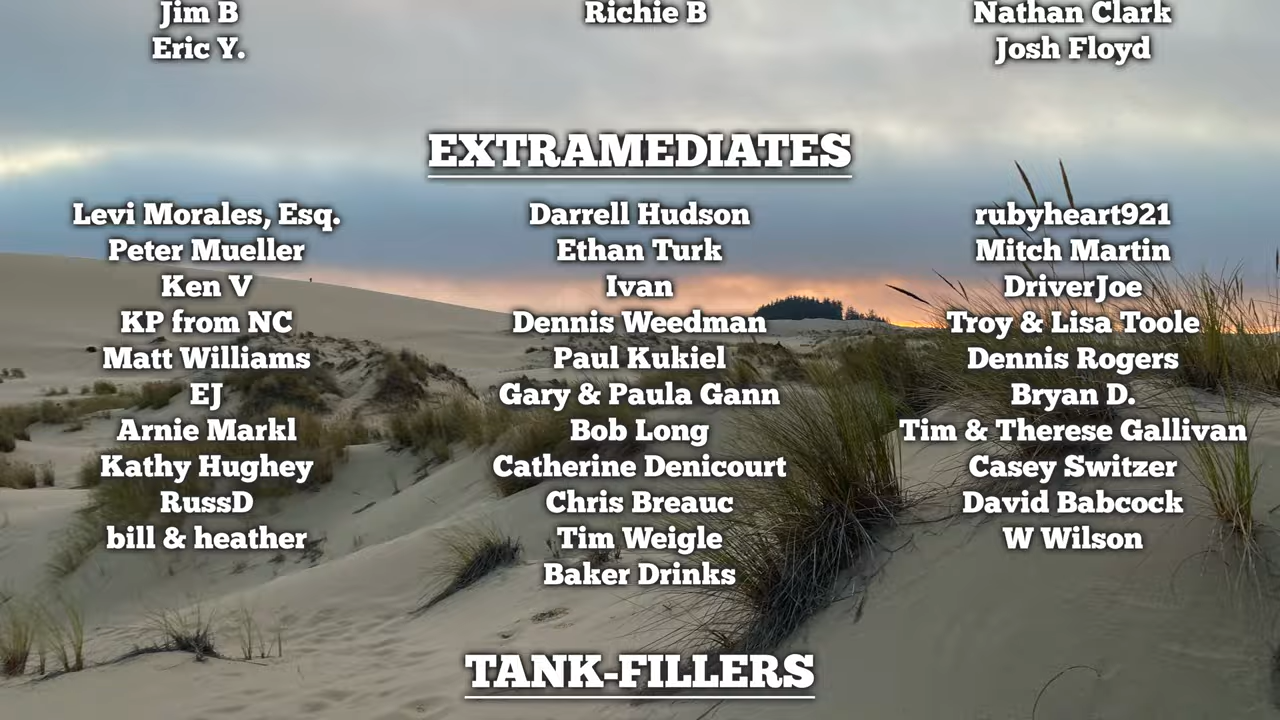 Jim B
Eric Y.
Richie B
Nathan Clark
Josh Floyd
EXTRAMEDIATES
Levi Morales, Esq.
Peter Mueller
Ken V
KP from NC
Matt Williams
EJ
Arnie Markl
Kathy Hughey
RussD
bill & heather
Darrell Hudson
Ethan Turk
Ivan
Dennis Weedman
Paul Kukiel
Gary & Paula Gann
Bob Long
Catherine Denicourt
Chris Breauc
Tim Weigle
Baker Drinks
rubyheart921
Mitch Martin
DriverJoe
Troy & Lisa Toole
Dennis Rogers
Bryan D.
Tim & Therese Gallivan
Casey Switzer
David Babcock
W Wilson
TANK-FILLERS